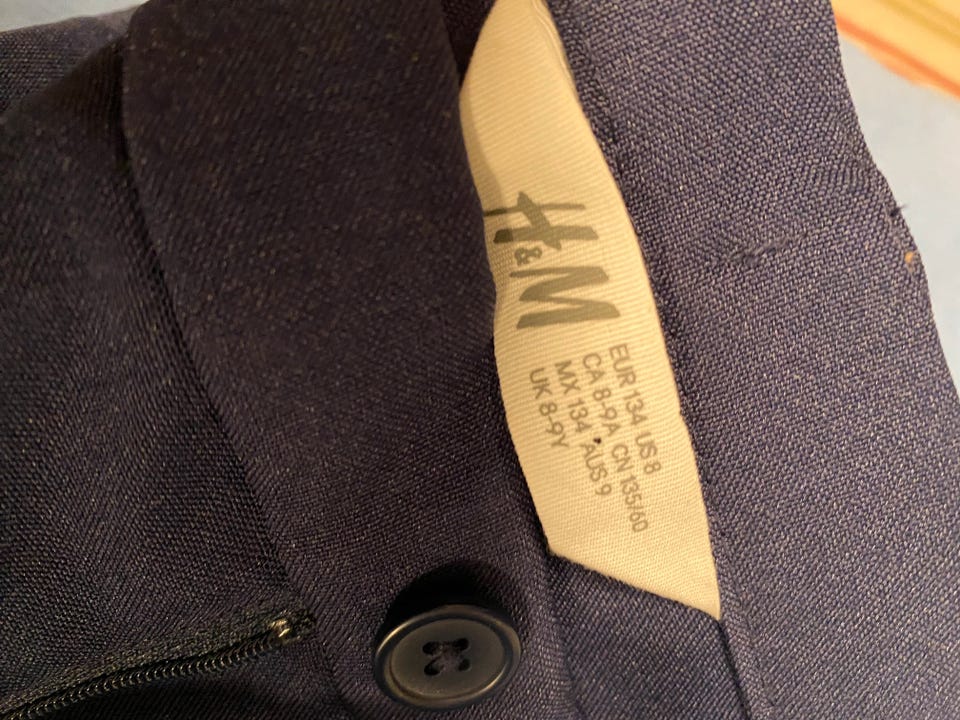 H&M
EUR 134 US 8
CA 8-9A CN 135/60
MX 134 AUS 9
UK 8-9Y